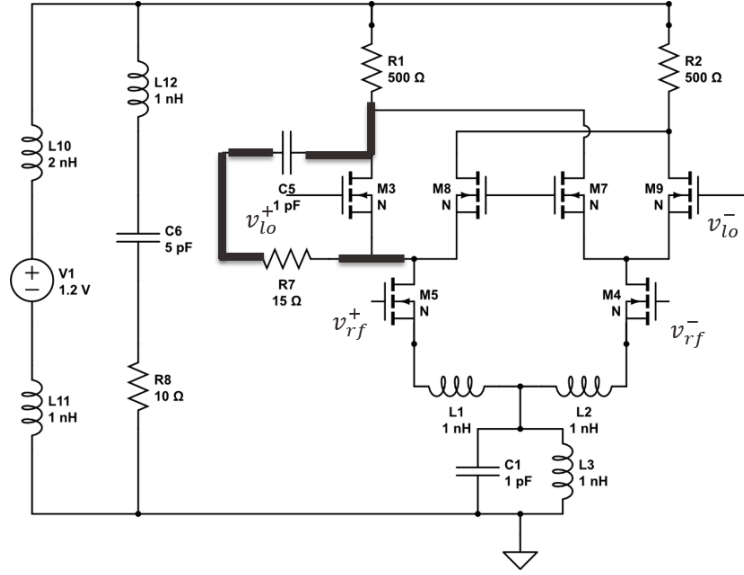 R1
500 Ω
R2
500 Ω
L12
1 nH
L10
2 nH
C5
1 pF
M3
N
M8
N
M7
N
M9
N
v_{lo}^{+}
v_{lo}^{-}
C6
5 pF
V1
1.2 V
R7
15 Ω
M5
N
M4
N
v_{rf}^{+}
v_{rf}^{-}
R8
10 Ω
L11
1 nH
L1
1 nH
L2
1 nH
C1
1 pF
L3
1 nH